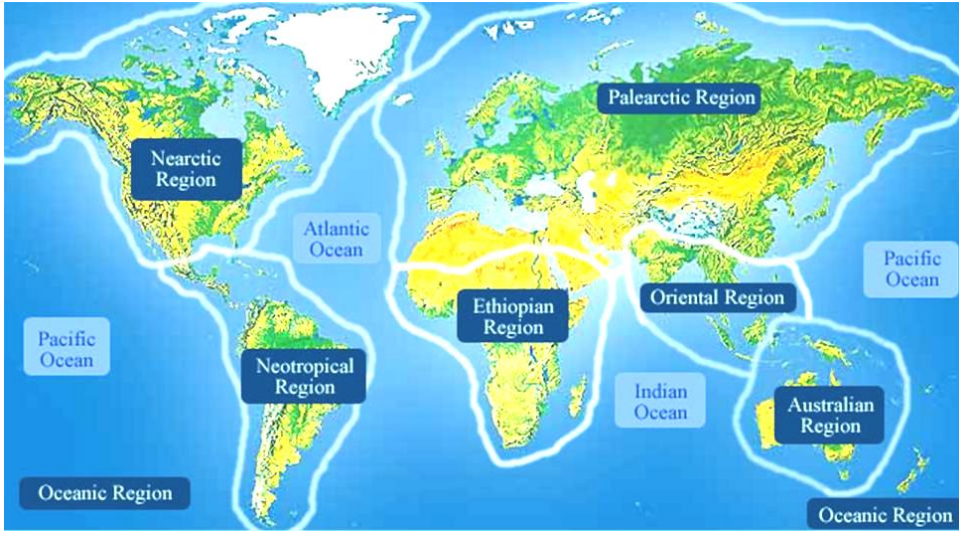 Palearctic Region
Nearctic
Region
Atlantic
Ocean
Pacific
Ocean
Ethiopian
Region
Oriental Region
Pacific
Ocean
Neotropical
Region
Indian
Ocean
Australian
Region
Oceanic Region
Oceanic Region